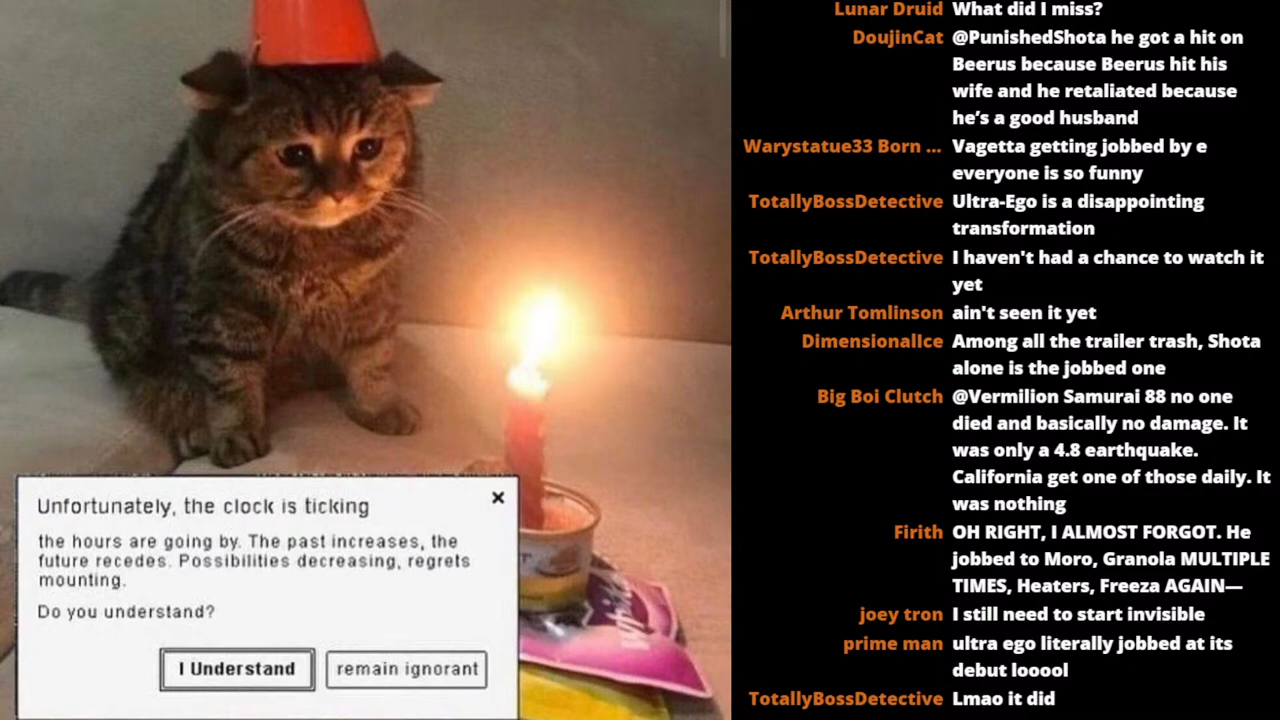 Unfortunately, the clock is ticking
the hours are going by. The past increases, the
future recedes. Possibilities decreasing, regrets
mounting.
Do you understand?
I Understand
remain ignorant
Lunar Druid What did I miss?
DoujinCat @PunishedShota he got a hit on
Beerus because Beerus hit his
wife and he retaliated because
he's a good husband
Warystatue33 Born ... Vagetta getting jobbed by e
everyone is so funny
TotallyBossDetective Ultra-Ego is a disappointing
transformation
TotallyBossDetective I haven't had a chance to watch it
yet
Arthur Tomlinson ain't seen it yet
DimensionalIce Among all the trailer trash, Shota
alone is the jobbed one
Big Boi Clutch @Vermilion Samurai 88 no one
died and basically no damage. It
was only a 4.8 earthquake.
California get one of those daily. It
was nothing
Firith OH RIGHT, I ALMOST FORGOT. He
jobbed to Moro, Granola MULTIPLE
TIMES, Heaters, Freeza AGAIN—
joey tron I still need to start invisible
prime man ultra ego literally jobbed at its
debut looool
TotallyBossDetective Lmao it did